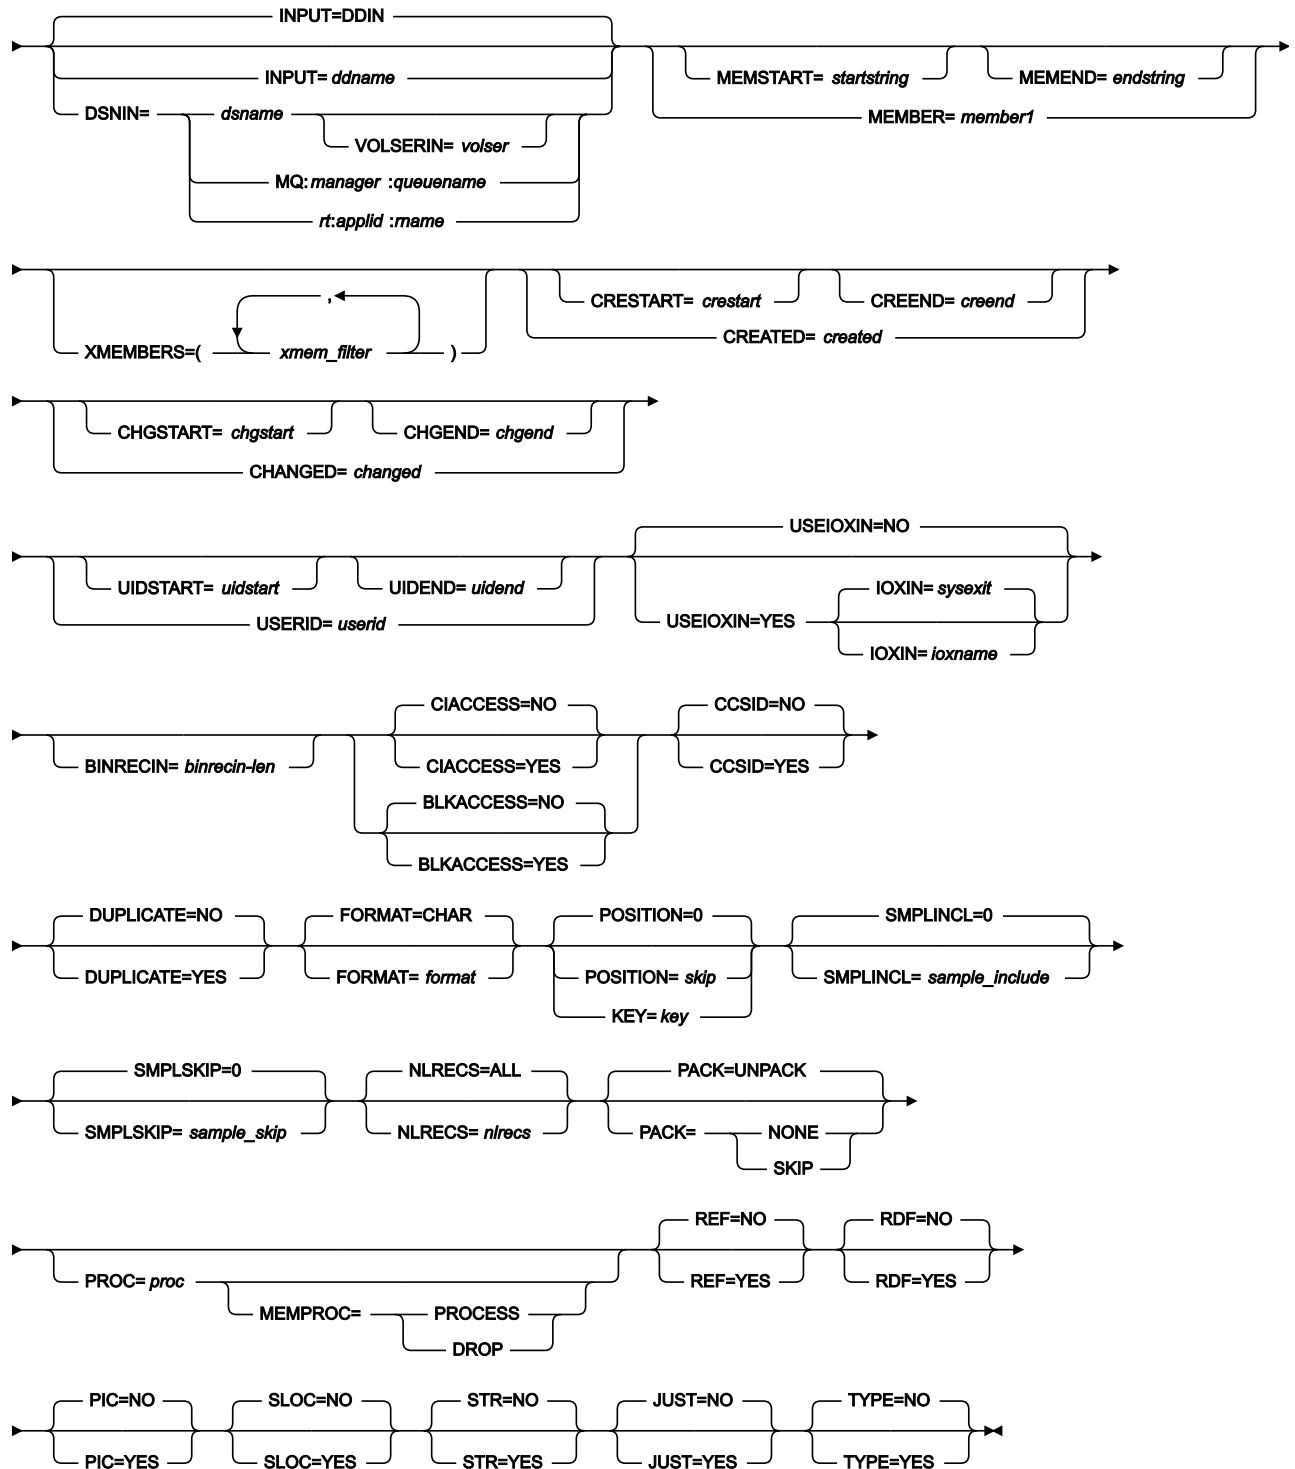 INPUT=DDIN
INPUT= ddname
DSNIN= dsname
VOLSERIN= volser
MQ: manager :queuename
rt:applid :rname
MEMSTART= startstring MEMEND= endstring
MEMBER= member1
XMEMBERS=( , xmem_filter )
CRESTART= crestart CREEND= creend
CREATED= created
CHGSTART= chgstart CHGEND= chgend
CHANGED= changed
UIDSTART= uidstart UIDEND= uidend
USERID= userid
USEIOXIN=NO
USEIOXIN=YES
IOXIN= sysexit
IOXIN= ioxname
BINRECIN= binrecin-len
CIACCESS=NO
CIACCESS=YES
BLKACCESS=NO
BLKACCESS=YES
CCSID=NO
CCSID=YES
DUPLICATE=NO
DUPLICATE=YES
FORMAT=CHAR
FORMAT= format
POSITION=0
POSITION= skip
KEY= key
SMPLINCL=0
SMPLINCL= sample_include
SMPLSKIP=0
SMPLSKIP= sample_skip
NLRECS=ALL
NLRECS= nlrecs
PACK=UNPACK
PACK= NONE
SKIP
PROC= proc
MEMPROC= PROCESS
DROP
REF=NO
REF=YES
RDF=NO
RDF=YES
PIC=NO
PIC=YES
SLOC=NO
SLOC=YES
STR=NO
STR=YES
JUST=NO
JUST=YES
TYPE=NO
TYPE=YES